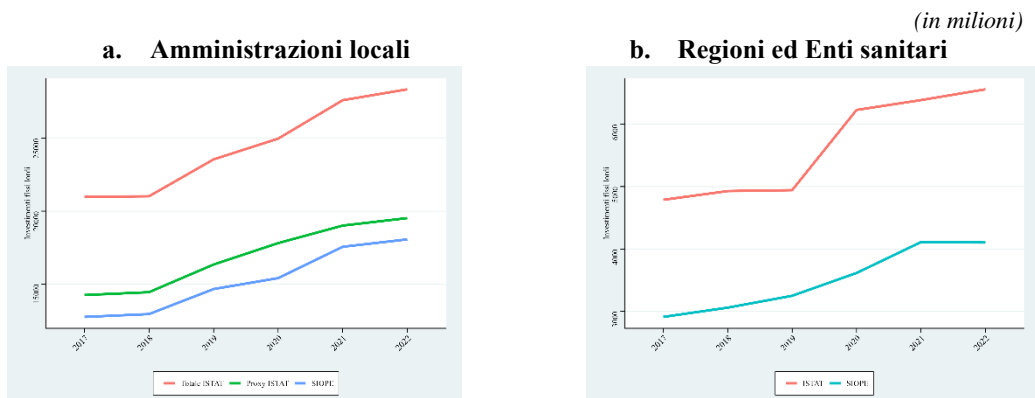 (in milioni)
a. Amministrazioni locali
b. Regioni ed Enti sanitari
Investimenti fissi lordi
25000
20000
15000
2017
2018
2019
2020
2021
2022
Totale ISTAT
Proxy ISTAT
SIOPE
Investimenti fissi lordi
6000
5000
4000
3000
2017
2018
2019
2020
2021
2022
ISTAT
SIOPE